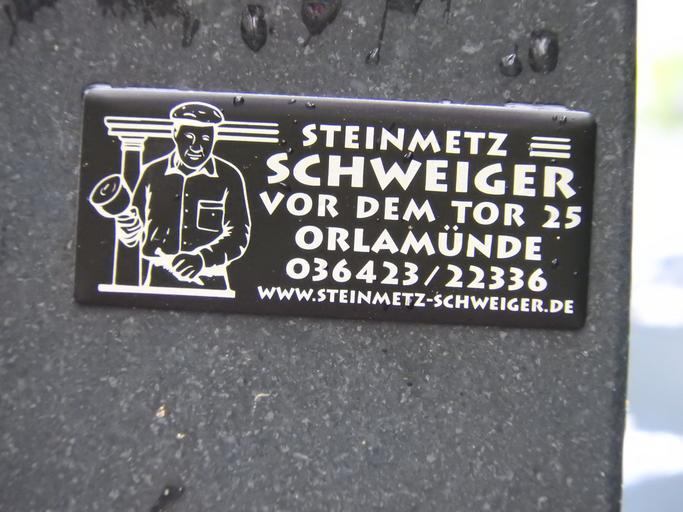 STEINMETZ
SCHWEIGER
VOR DEM TOR 25
ORLAMÜNDE
036423/22336
WWW.STEINMETZ-SCHWEIGER.DE